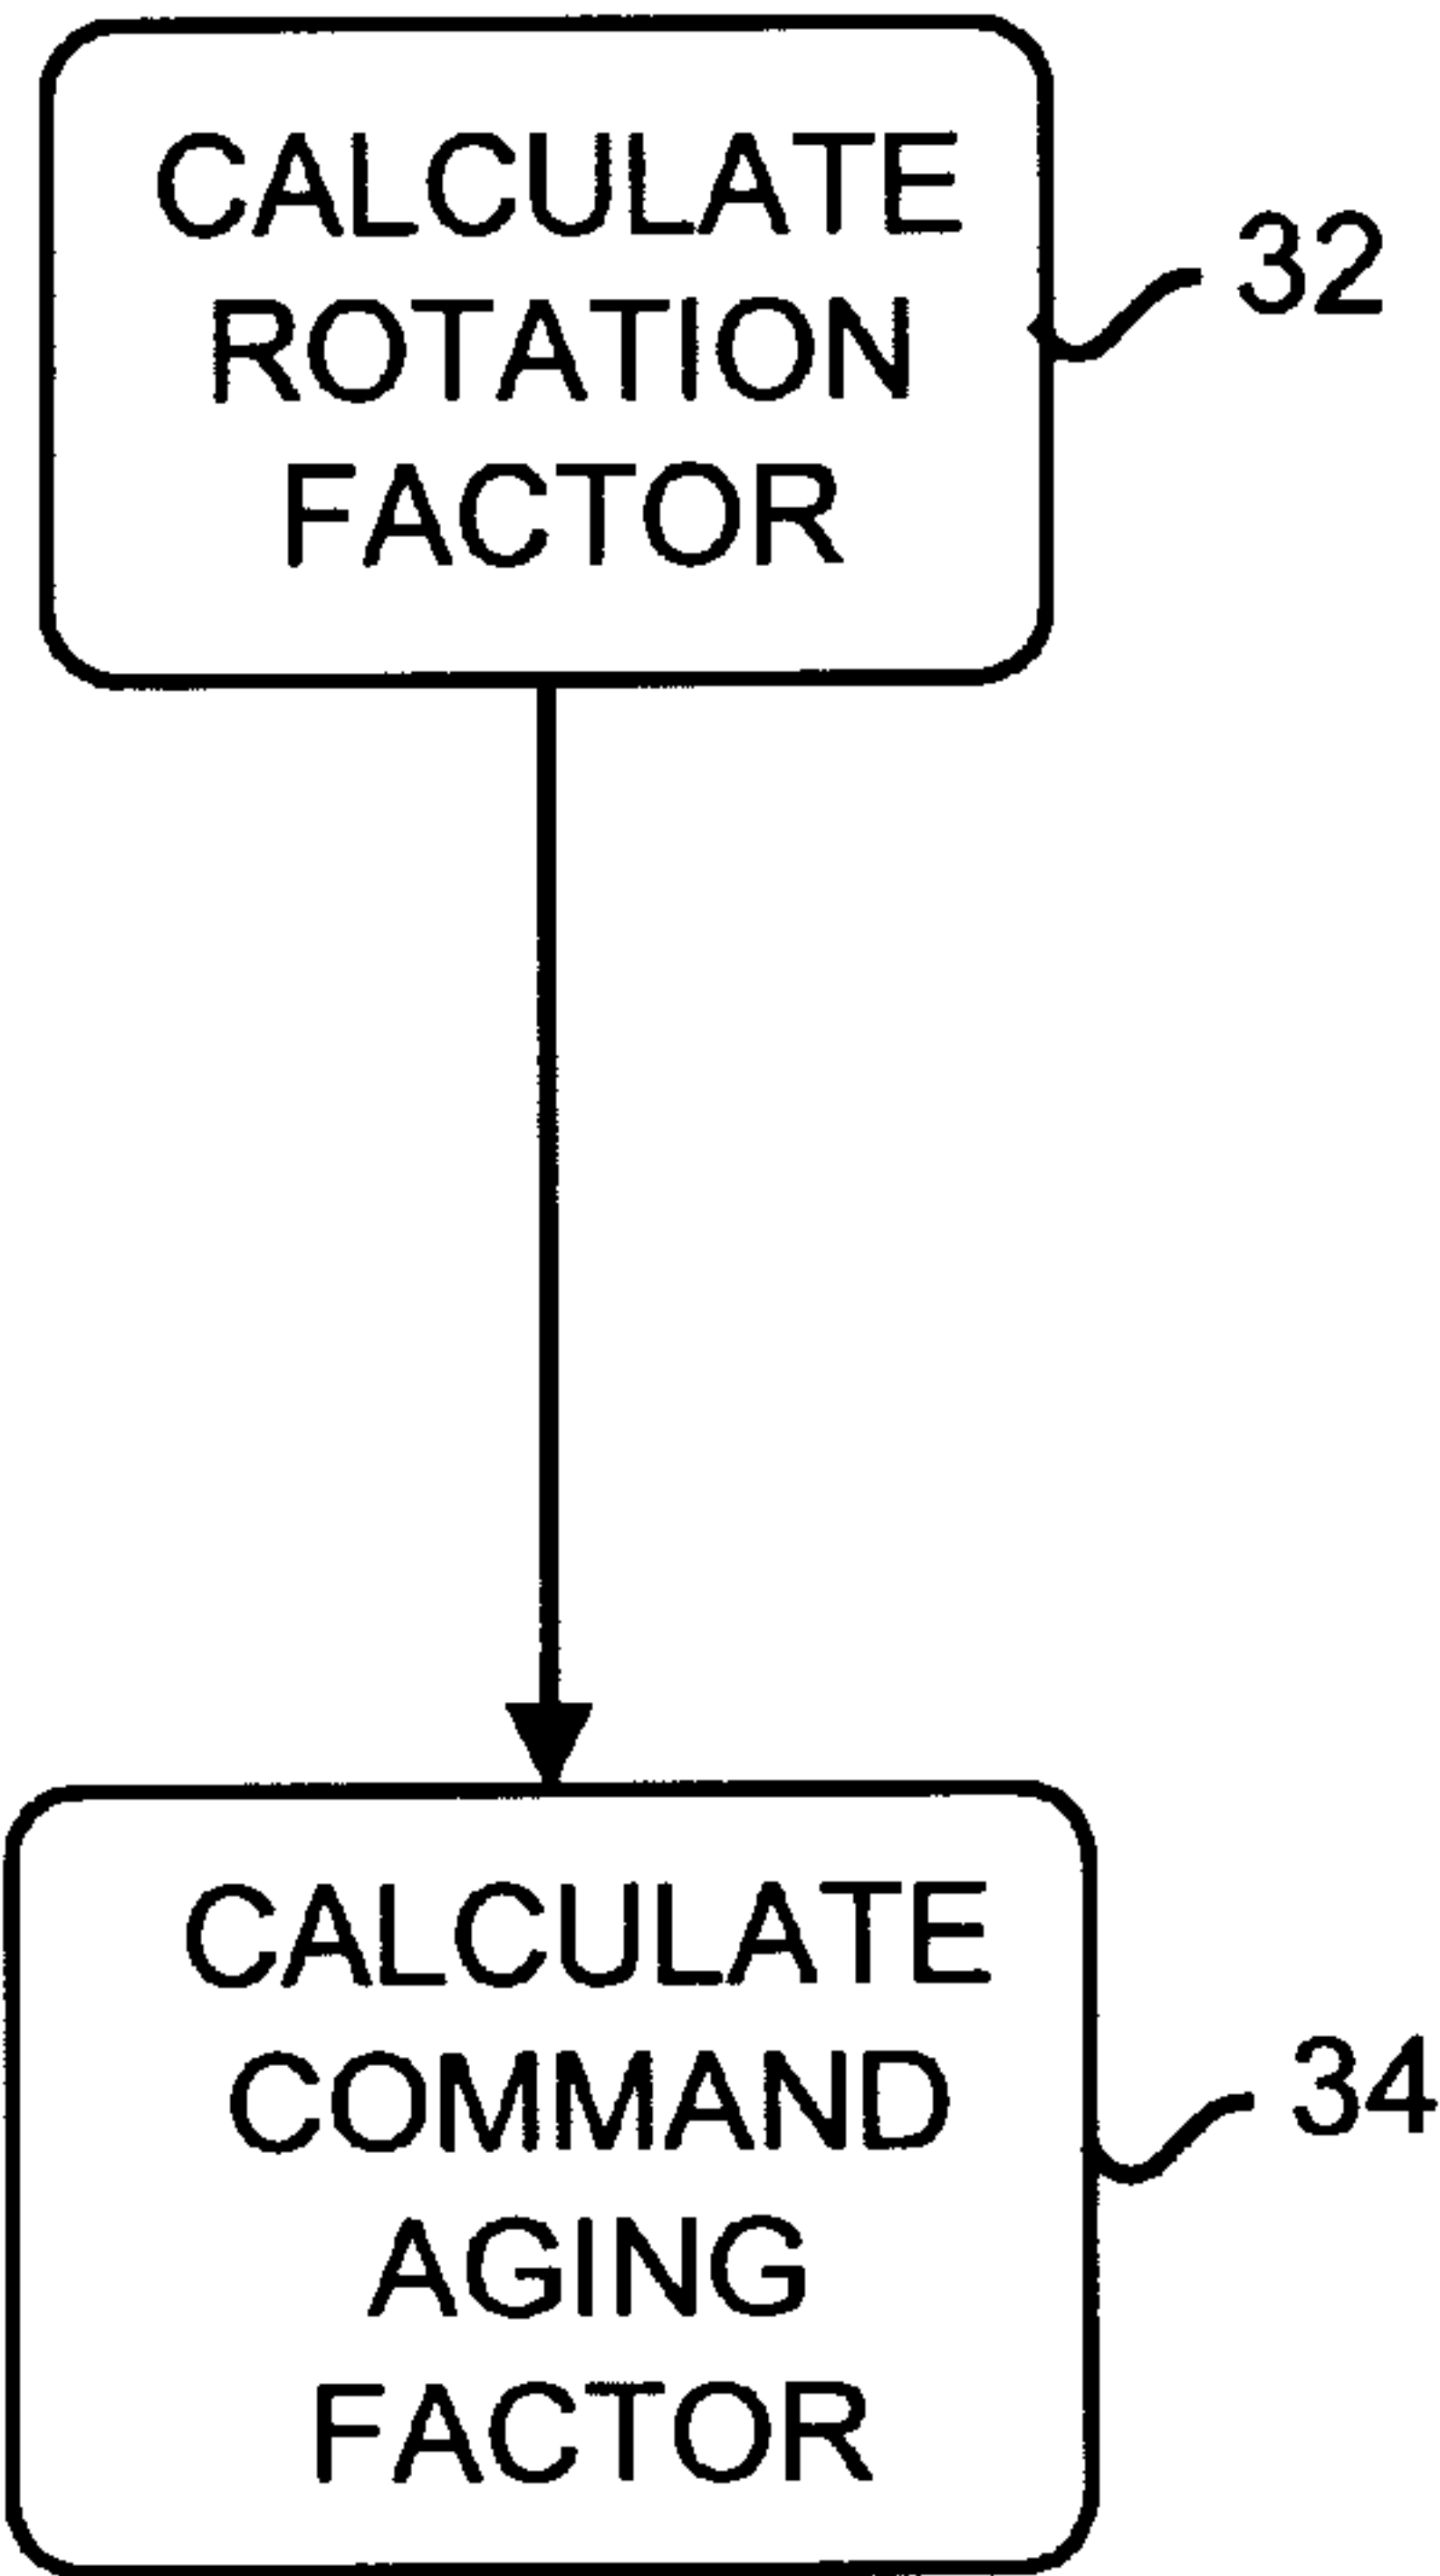 CALCULATE
ROTATION
FACTOR
32
CALCULATE
COMMAND
AGING
FACTOR
34